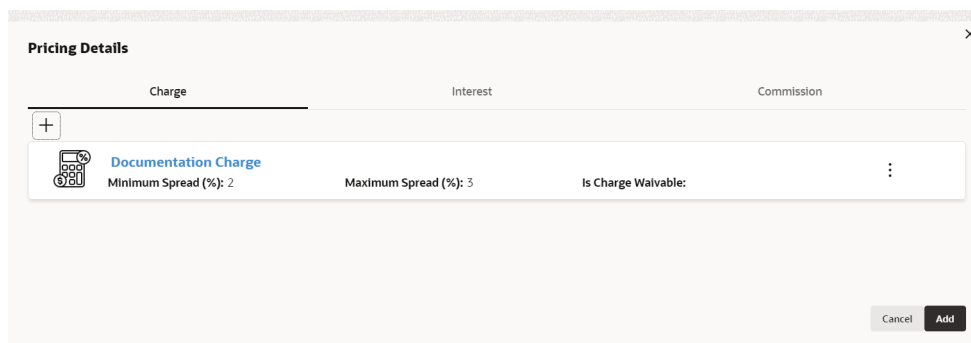 Pricing Details
Charge Interest Commission
Documentation Charge
Minimum Spread (%): 2 Maximum Spread (%): 3 Is Charge Waivable:
Cancel Add